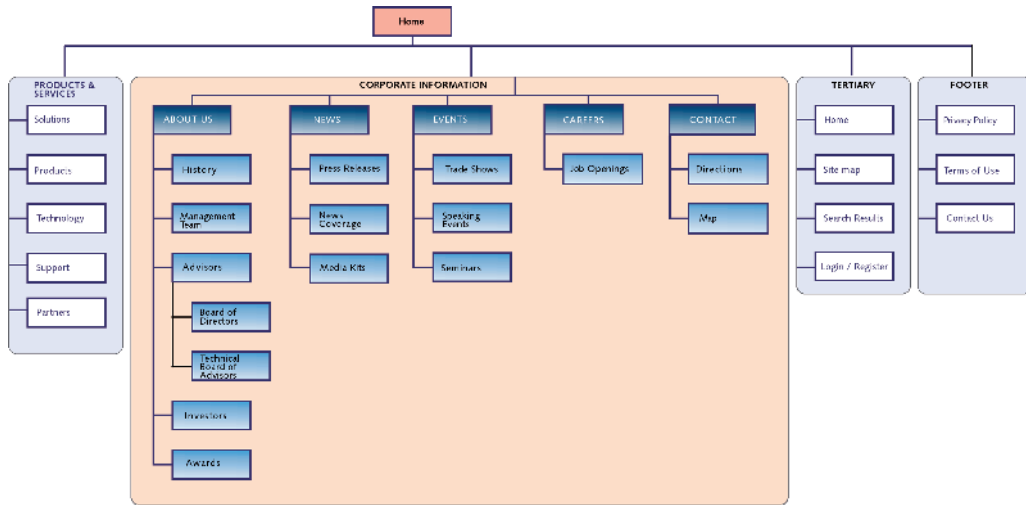 Home
PRODUCTS &
SERVICES
Solutions
Products
Technology
Support
Partners
CORPORATE INFORMATION
ABOUT US
History
Management
Team
Advisors
Board of
Directors
Technical
Board of
Advisors
Investors
Awards
NEWS
Press Releases
News
Coverage
Media Kits
EVENTS
Trade Shows
Speaking
Events
Seminars
CAREERS
Job Openings
CONTACT
Directions
Map
TERTIARY
Home
Site map
Search Results
Login / Register
FOOTER
Privacy Policy
Terms of Use
Contact Us